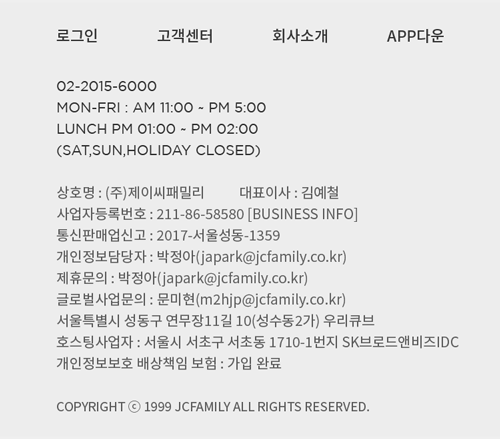 로그인 고객센터 회사소개 APP다운
02-2015-6000
MON-FRI : AM 11:00 ~ PM 5:00
LUNCH PM 01:00 ~ PM 02:00
(SAT,SUN,HOLIDAY CLOSED)
상호명 : (주)제이씨패밀리 대표이사 : 김예철
사업자등록번호 : 211-86-58580 [BUSINESS INFO]
통신판매업신고 : 2017-서울성동-1359
개인정보담당자 : 박정아(japark@jcfamily.co.kr)
제휴문의 : 박정아(japark@jcfamily.co.kr)
글로벌사업문의 : 문미현(m2hjp@jcfamily.co.kr)
서울특별시 성동구 연무장11길 10(성수동2가) 우리큐브
호스팅사업자 : 서울시 서초구 서초동 1710-1번지 SK브로드앤비즈IDC
개인정보보호 배상책임 보험 : 가입 완료
COPYRIGHT ⓒ 1999 JCFAMILY ALL RIGHTS RESERVED.